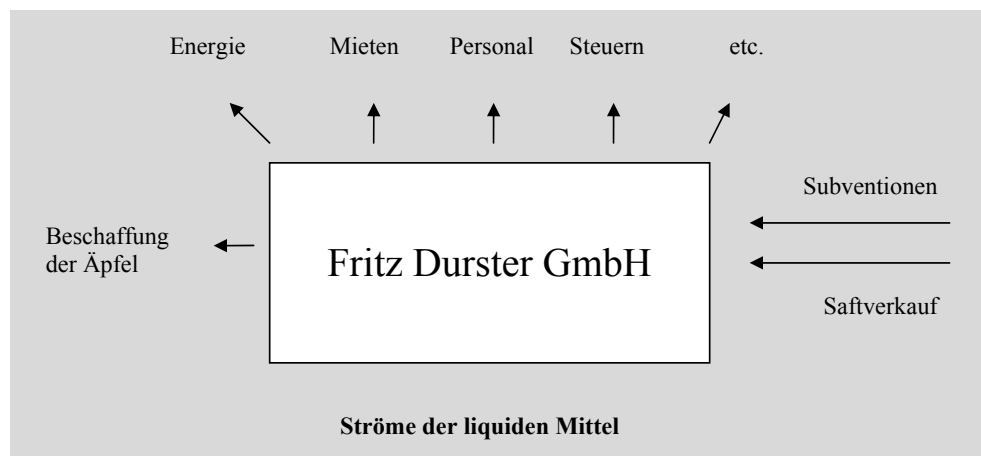 Energie Mieten Personal Steuern etc.
Subventionen
Beschaffung
der Äpfel
Fritz Durster GmbH
Saftverkauf
Ströme der liquiden Mittel